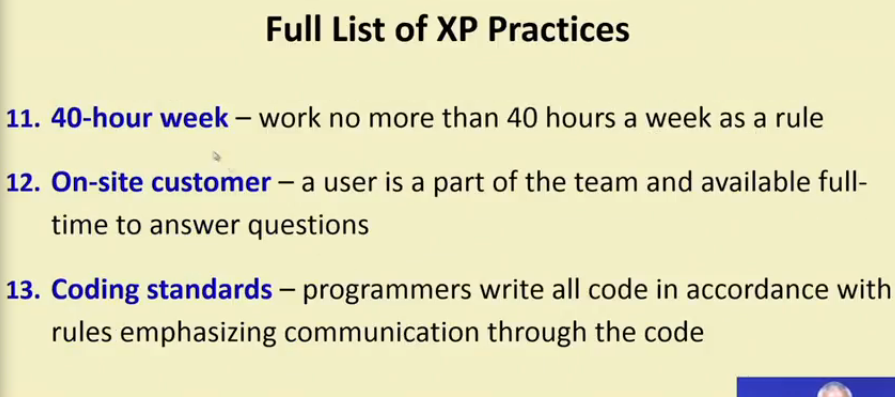 Full List of XP Practices
11. 40-hour week – work no more than 40 hours a week as a rule
12. On-site customer – a user is a part of the team and available full-
time to answer questions
13. Coding standards – programmers write all code in accordance with
rules emphasizing communication through the code